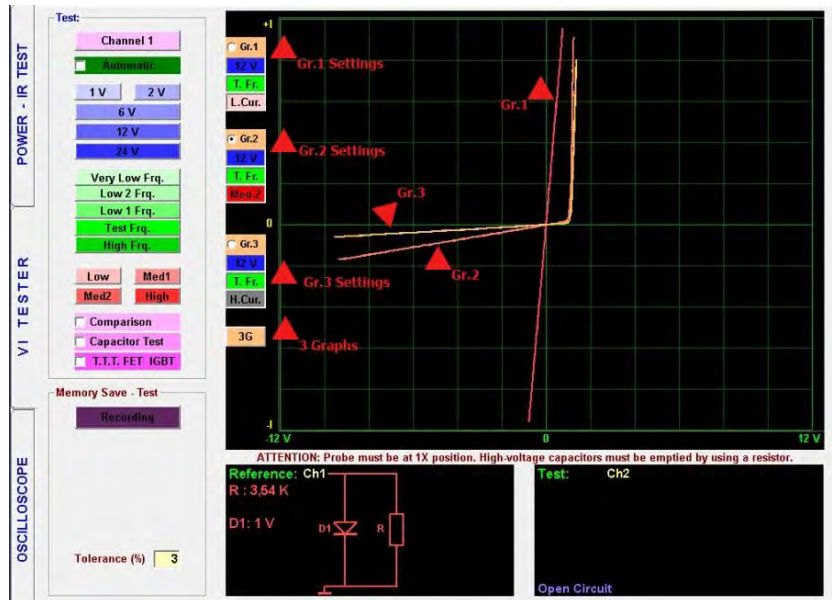 POWER - IR TEST
VI TESTER
OSCILLOSCOPE
Test:
Channel 1
Automatic
1 V
2 V
6 V
12 V
24 V
Very Low Frq.
Low 2 Frq.
Low 1 Frq.
Test Frq.
High Frq.
Low
Med1
Med2
High
Comparison
Capacitor Test
T.T.T. FET IGBT
Memory Save - Test
Recording
Tolerance (%) 3
Gr.1
12 V
T. Fr.
L.Cur.
Gr.2
12 V
T. Fr.
Med-2
Gr.3
12 V
T. Fr.
H.Cur.
3G
+1
0
-1
-12 V
0
12 V
Gr.1 Settings
Gr.2 Settings
Gr.3 Settings
3 Graphs
Gr.1
Gr.3
Gr.2
ATTENTION: Probe must be at 1X position. High-voltage capacitors must be emptied by using a resistor.
Reference: Ch1
R : 3,54 K
D1: 1 V
D1
R
Test: Ch2
Open Circuit